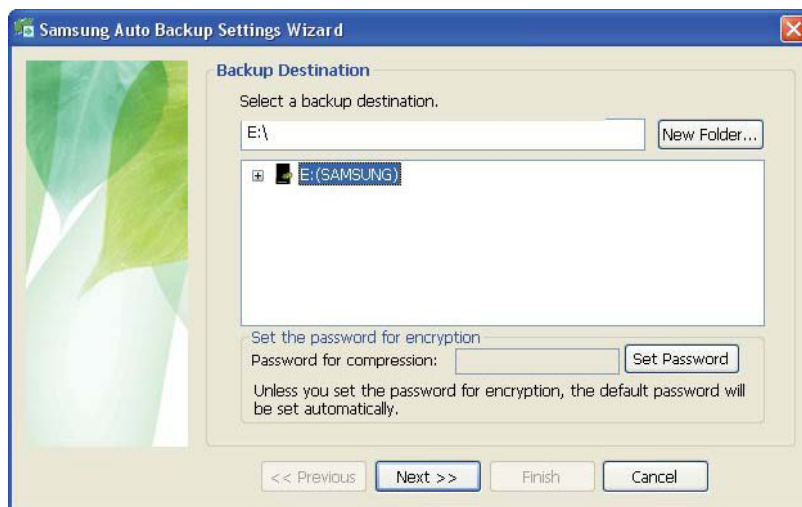 Samsung Auto Backup Settings Wizard
Backup Destination
Select a backup destination.
E:\
New Folder...
E:(SAMSUNG)
Set the password for encryption
Password for compression:
Set Password
Unless you set the password for encryption, the default password will
be set automatically.
<< Previous
Next >>
Finish
Cancel